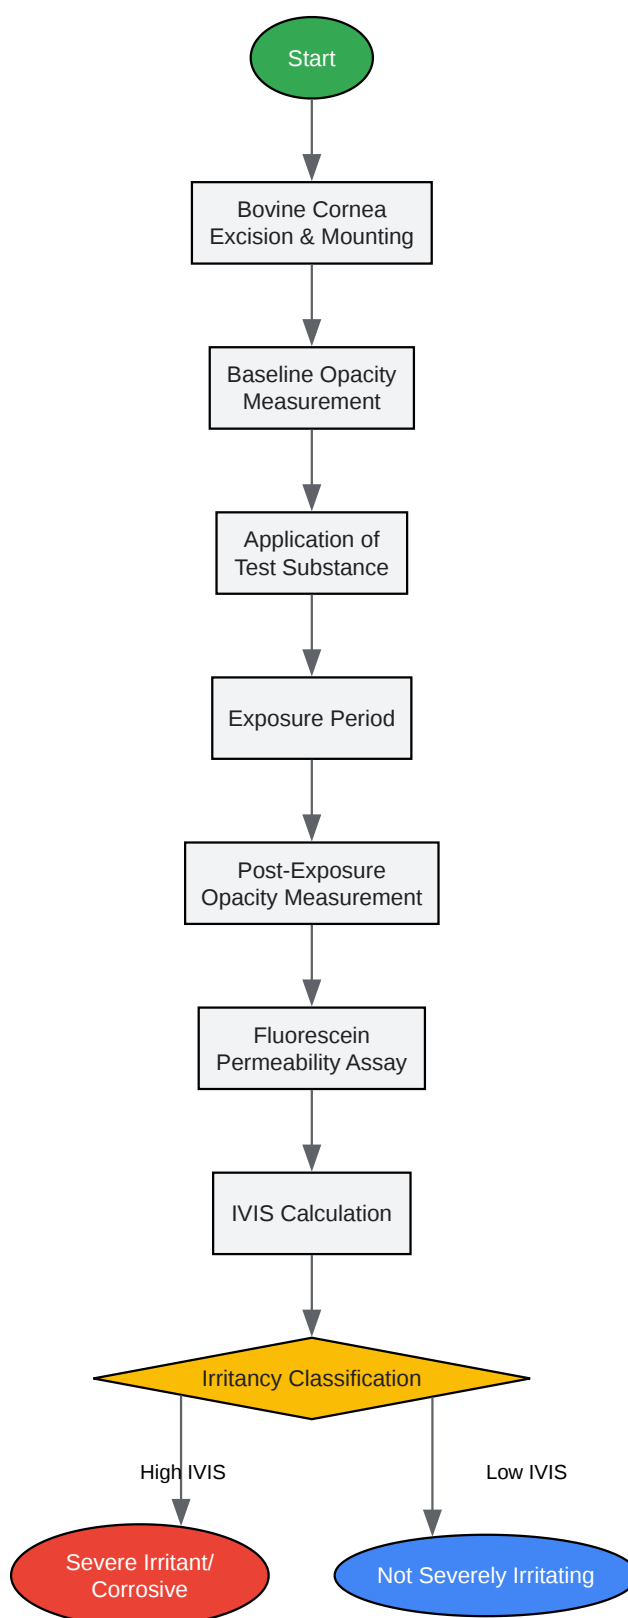 Start
Bovine Cornea
Excision & Mounting
Baseline Opacity
Measurement
Application of
Test Substance
Exposure Period
Post-Exposure
Opacity Measurement
Fluorescein
Permeability Assay
IVIS Calculation
Irritancy Classification
High IVIS
Low IVIS
Severe Irritant/
Corrosive
Not Severely Irritating